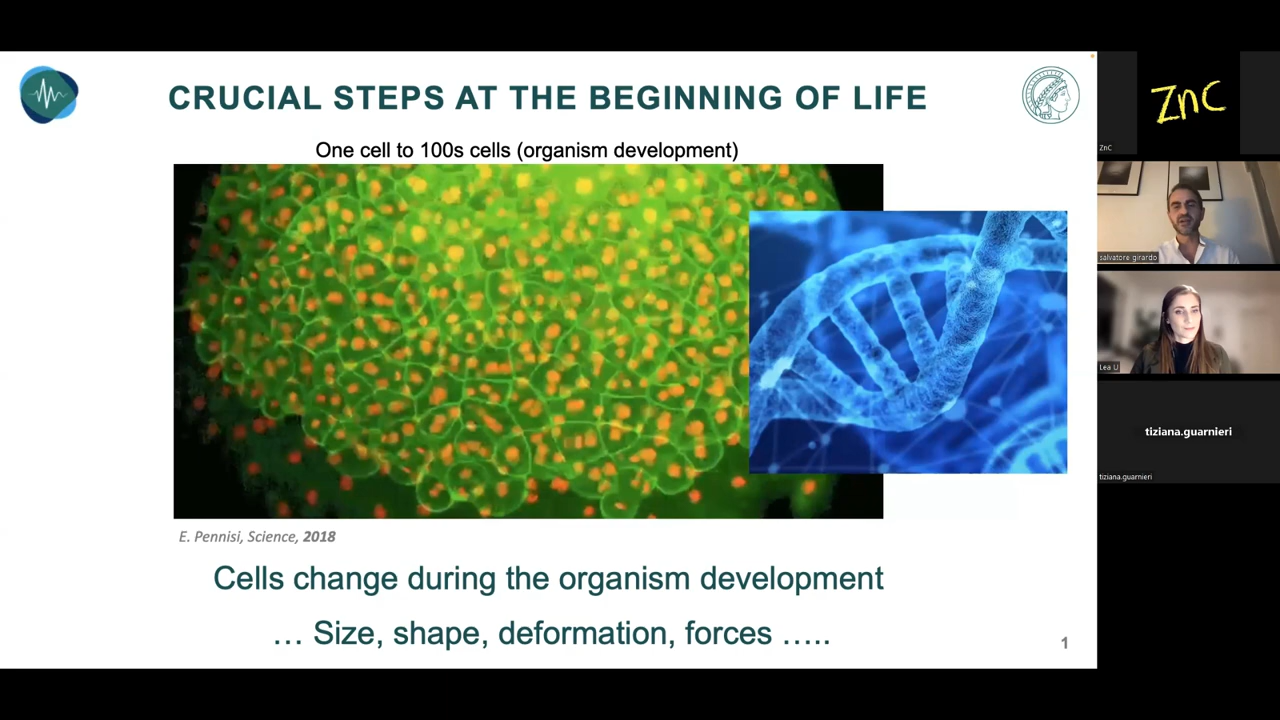 CRUCIAL STEPS AT THE BEGINNING OF LIFE
One cell to 100s cells (organism development)
E. Pennisi, Science, 2018
Cells change during the organism development
… Size, shape, deformation, forces …..
1
ZnC
ZnC
salvatore girardo
Lea U
tiziana.guarnieri
tiziana.guarnieri